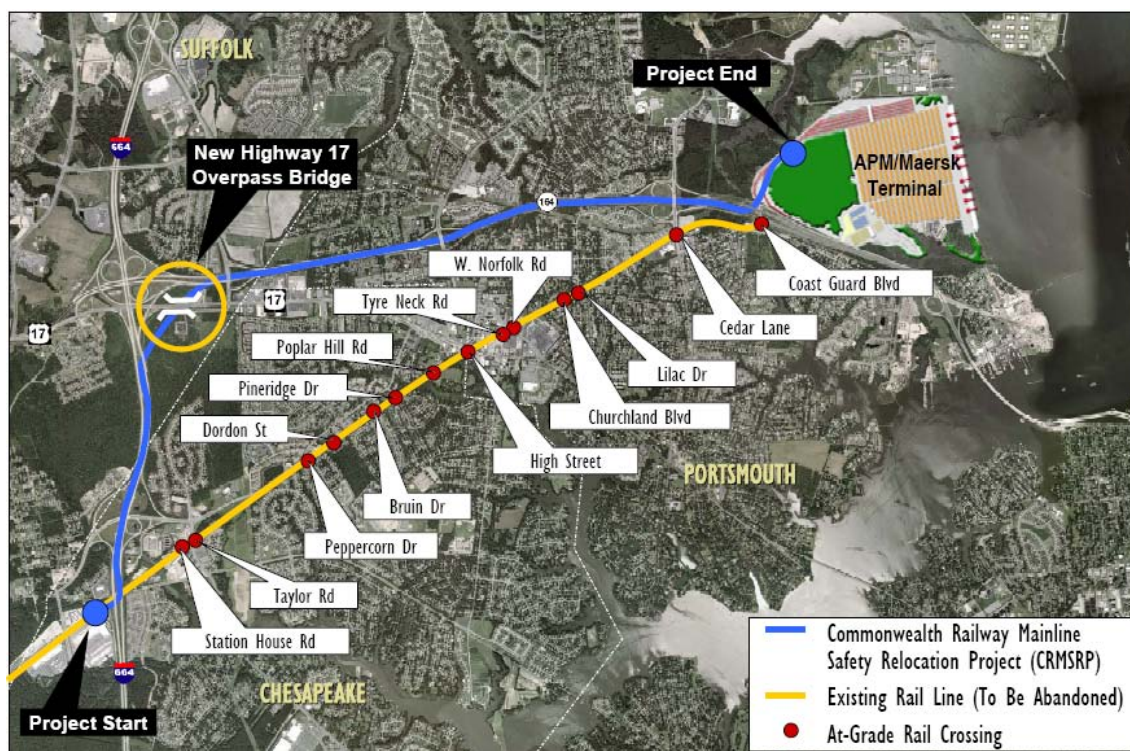 SUFFOLK
Project End
664
New Highway 17
Overpass Bridge
APM/Maersk
Terminal
164
W. Norfolk Rd
Coast Guard Blvd
17
Tyre Neck Rd
17
Cedar Lane
Poplar Hill Rd
Lilac Dr
Pineridge Dr
Churchland Blvd
Dordon St
High Street
PORTSMOUTH
Bruin Dr
Peppercorn Dr
Taylor Rd
Station House Rd
664
CHESAPEAKE
Project Start
Commonwealth Railway Mainline
Safety Relocation Project (CRMSRP)
Existing Rail Line (To Be Abandoned)
At-Grade Rail Crossing